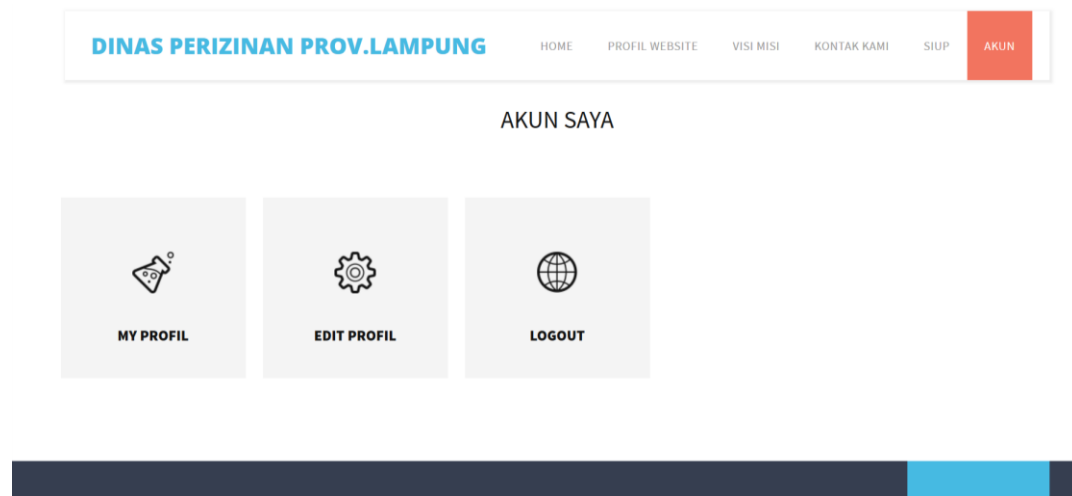 DINAS PERIZINAN PROV.LAMPUNG HOME PROFIL WEBSITE VISI MISI KONTAK KAMI SIUP AKUN
AKUN SAYA
MY PROFIL EDIT PROFIL LOGOUT